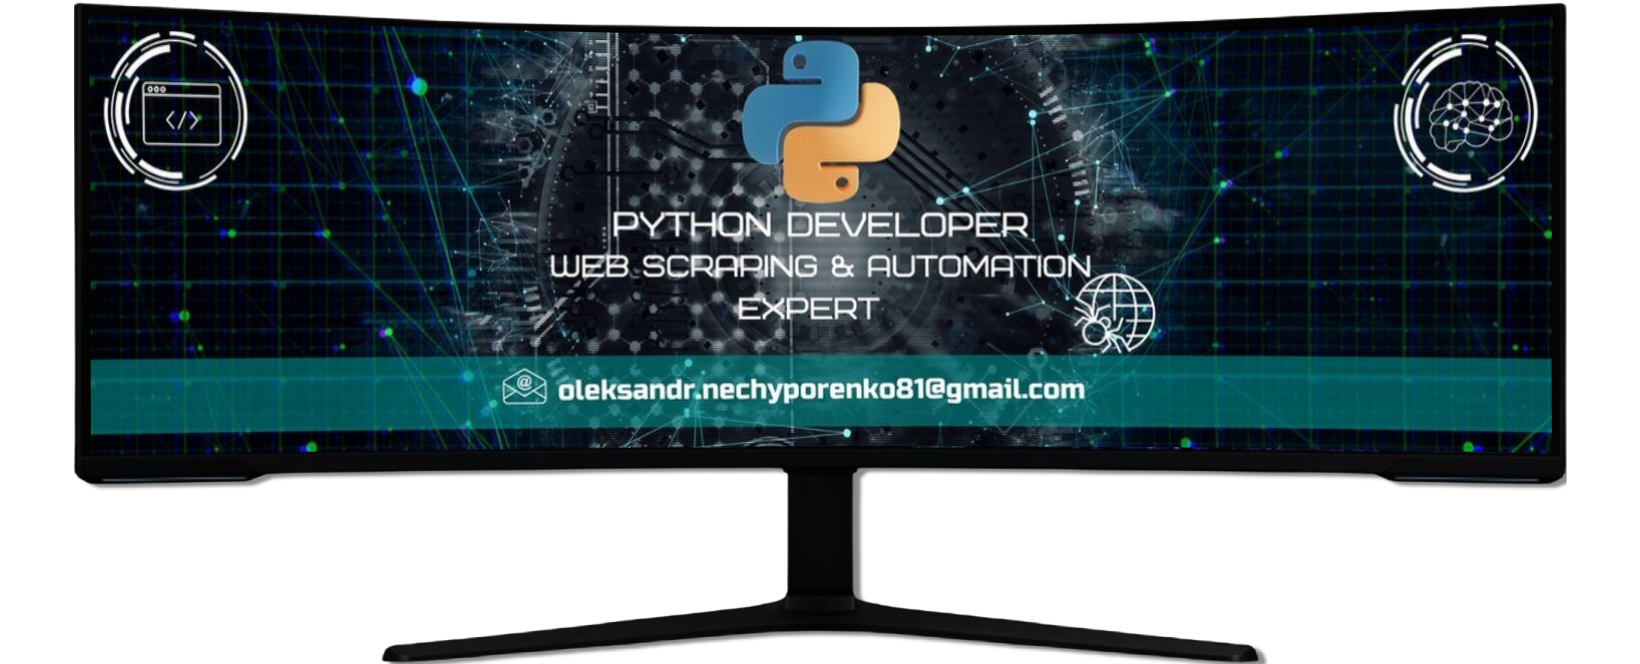 </>
PYTHON DEVELOPER
WEB SCRAPING & AUTOMATION
EXPERT
@ oleksandr.nechyporenko81@gmail.com